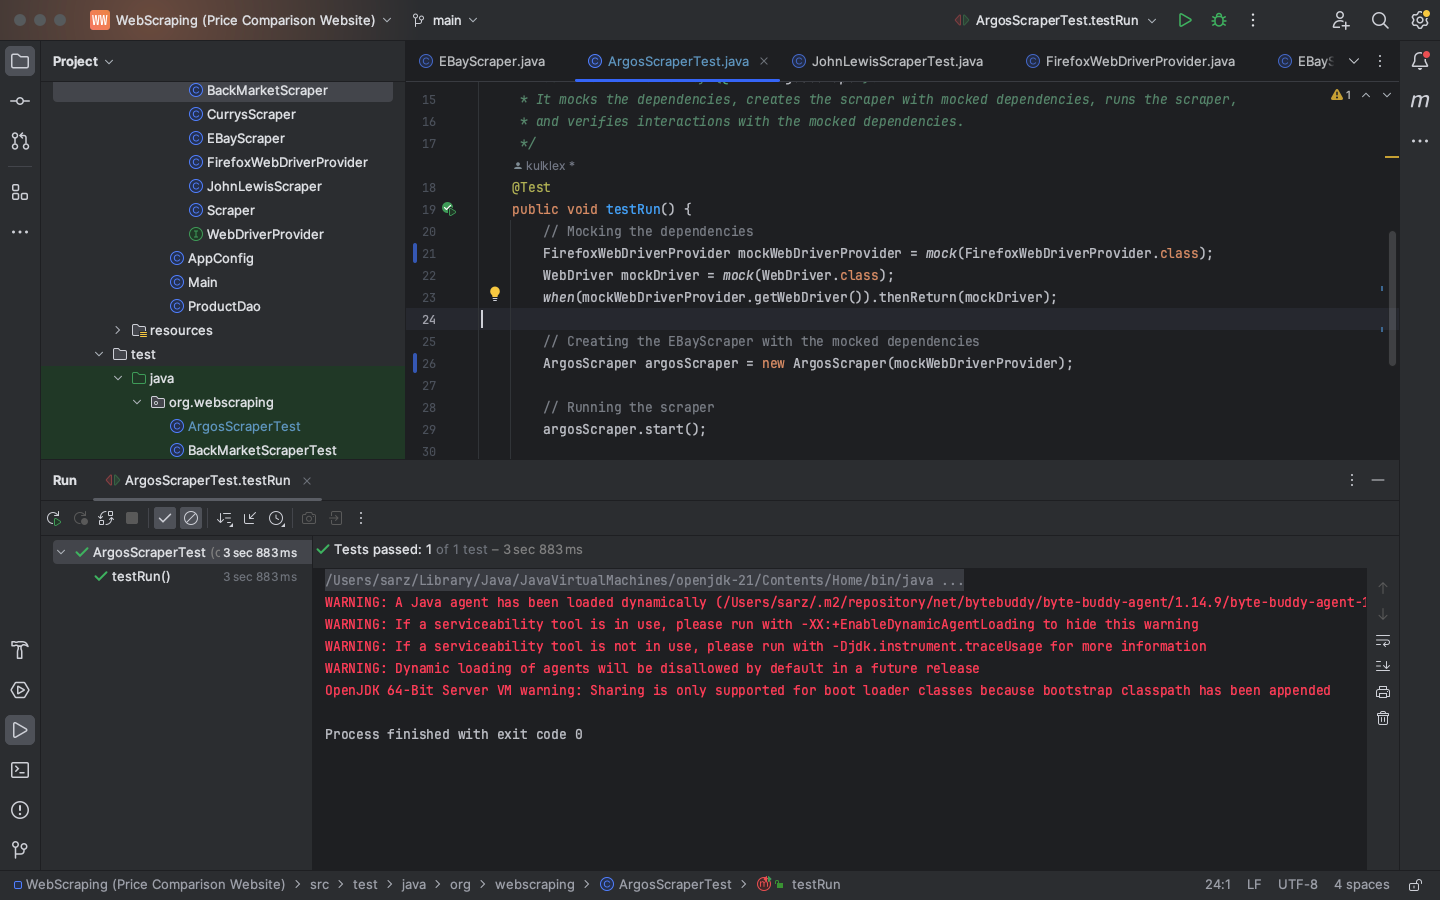 WW WebScraping (Price Comparison Website) main ArgosScraperTest.testRun
Project
BackMarketScraper
CurrysScraper
EBayScraper
FirefoxWebDriverProvider
JohnLewisScraper
Scraper
WebDriverProvider
AppConfig
Main
ProductDao
resources
test
java
org.webscraping
ArgosScraperTest
BackMarketScraperTest
EBayScraper.java ArgosScraperTest.java JohnLewisScraperTest.java FirefoxWebDriverProvider.java EBayS
1
15 * It mocks the dependencies, creates the scraper with mocked dependencies, runs the scraper,
16 * and verifies interactions with the mocked dependencies.
17 */
kulklex *
18 @Test
19 public void testRun() {
20 // Mocking the dependencies
21 FirefoxWebDriverProvider mockWebDriverProvider = mock(FirefoxWebDriverProvider.class);
22 WebDriver mockDriver = mock(WebDriver.class);
23 when(mockWebDriverProvider.getWebDriver()).thenReturn(mockDriver);
24
25 // Creating the EBayScraper with the mocked dependencies
26 ArgosScraper argosScraper = new ArgosScraper(mockWebDriverProvider);
27
28 // Running the scraper
29 argosScraper.start();
30
m
Run ArgosScraperTest.testRun
ArgosScraperTest (c 3 sec 883 ms
testRun() 3 sec 883 ms
Tests passed: 1 of 1 test – 3 sec 883 ms
/Users/sarz/Library/Java/JavaVirtualMachines/openjdk-21/Contents/Home/bin/java ...
WARNING: A Java agent has been loaded dynamically (/Users/sarz/.m2/repository/net/bytebuddy/byte-buddy-agent/1.14.9/byte-buddy-agent-1
WARNING: If a serviceability tool is in use, please run with -XX:+EnableDynamicAgentLoading to hide this warning
WARNING: If a serviceability tool is not in use, please run with -Djdk.instrument.traceUsage for more information
WARNING: Dynamic loading of agents will be disallowed by default in a future release
OpenJDK 64-Bit Server VM warning: Sharing is only supported for boot loader classes because bootstrap classpath has been appended
Process finished with exit code 0
WebScraping (Price Comparison Website) src test java org webscraping ArgosScraperTest testRun
24:1 LF UTF-8 4 spaces